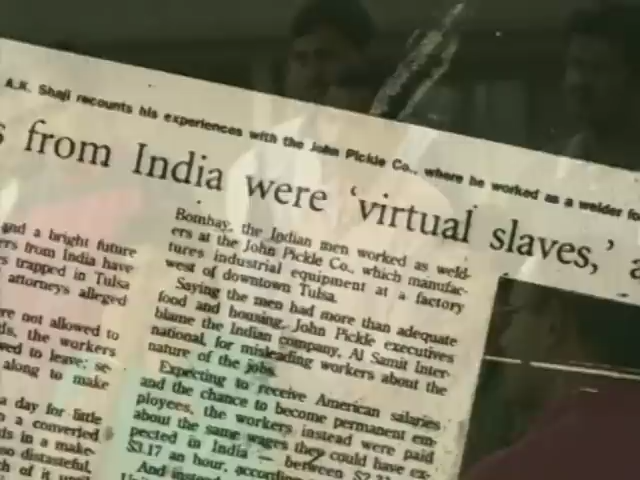 A.K. Shaji recounts his experiences with the John Pickle Co., where he worked as a welder fo
s from India were 'virtual slaves,' a
and a bright future
ers from India have
s trapped in Tulsa
attorneys alleged
re not allowed to
ds, the workers
wed to leave; se-
along to make
a day for little
n a converted
ds in a make-
so distasteful,
ch of it until
Bombay, the Indian men worked as weld-
ers at the John Pickle Co., which manufac-
tures industrial equipment at a factory
west of downtown Tulsa.
Saying the men had more than adequate
food and housing, John Pickle executives
blame the Indian company, Al Samit Inter-
national, for misleading workers about the
nature of the jobs.
Expecting to receive American salaries
and the chance to become permanent em-
ployees, the workers instead were paid
about the same wages they could have ex-
pected in India — between
$3.17 an hour, according
And instead